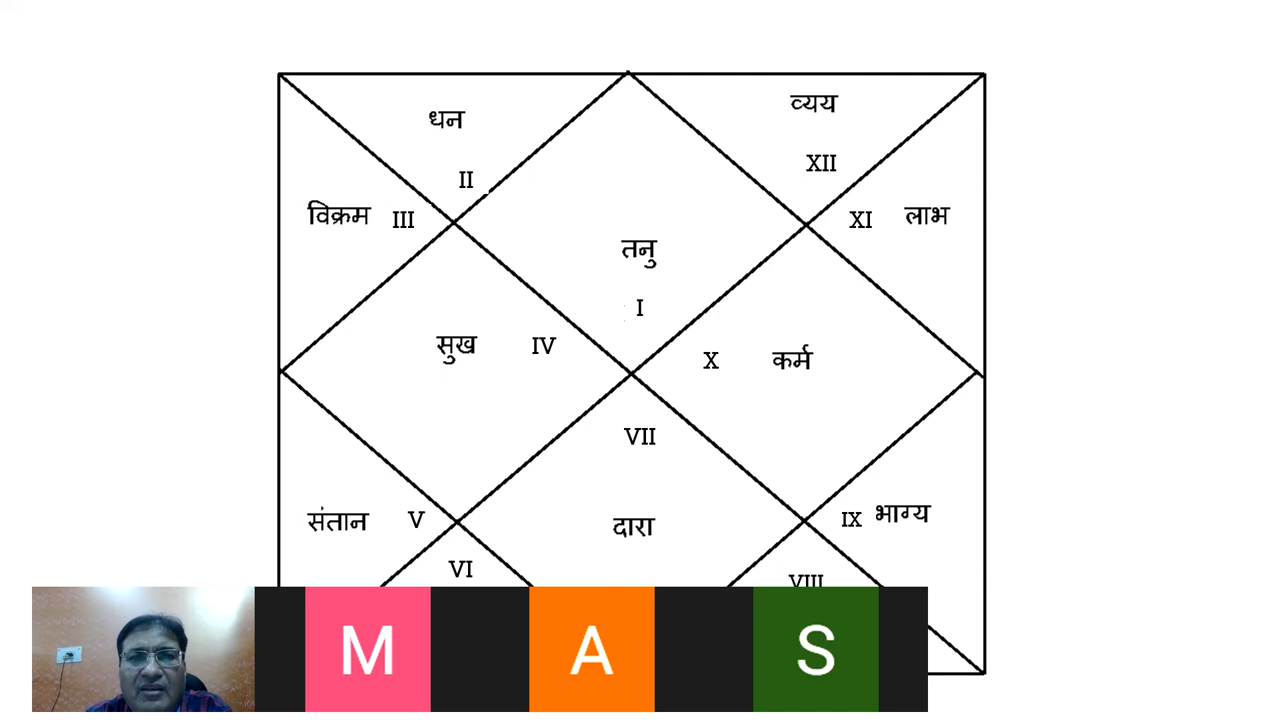 धन
व्यय
II
XII
विक्रम III
XI लाभ
तनु
I
सुख IV
X कर्म
VII
संतान V
दारा
IX भाग्य
VI
VIII
M A S